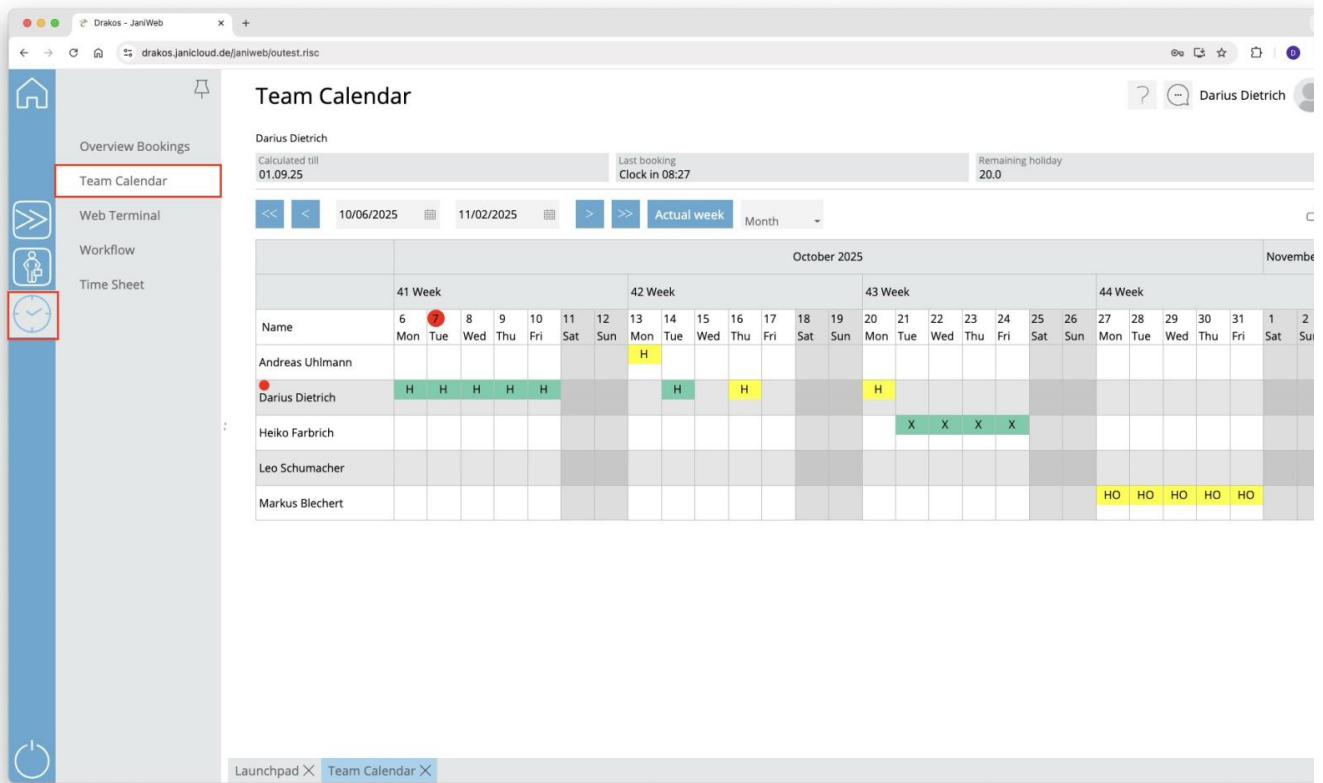 Drakos - JaniWeb
drakos.janicloud.de/janiweb/outest.risc
D
Team Calendar
? Darius Dietrich
Overview Bookings
Team Calendar
Web Terminal
Workflow
Time Sheet
Darius Dietrich
Calculated till Last booking Remaining holiday
01.09.25 Clock in 08:27 20.0
<< < 10/06/2025 11/02/2025 > >> Actual week Month
October 2025 Novembe
41 Week 42 Week 43 Week 44 Week
Name
6 7 8 9 10 11 12 13 14 15 16 17 18 19 20 21 22 23 24 25 26 27 28 29 30 31 1 2
Mon Tue Wed Thu Fri Sat Sun Mon Tue Wed Thu Fri Sat Sun Mon Tue Wed Thu Fri Sat Sun Mon Tue Wed Thu Fri Sat Su
Andreas Uhlmann H
Darius Dietrich H H H H H H H H
Heiko Farbrich X X X X
Leo Schumacher
Markus Blechert HO HO HO HO HO
Launchpad Team Calendar